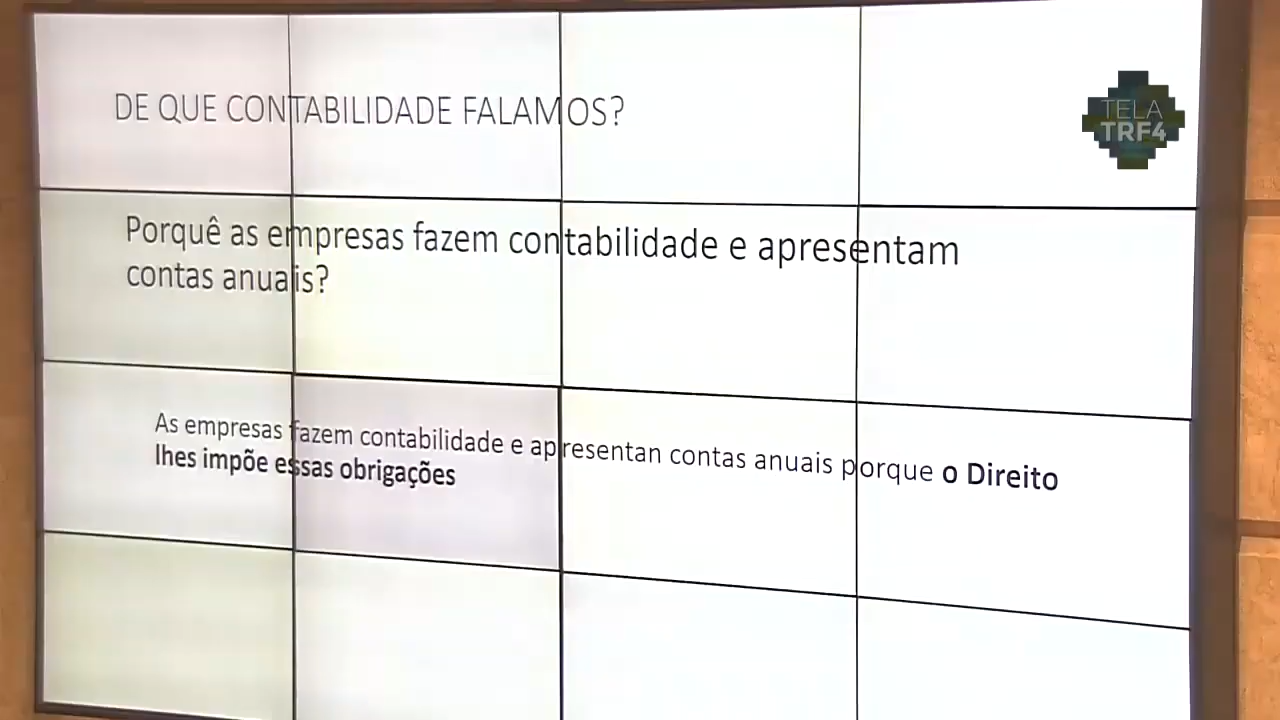 DE QUE CONTABILIDADE FALAMOS?
TELA
TRF4
Porquê as empresas fazem contabilidade e apresentam
contas anuais?
As empresas fazem contabilidade e apresentan contas anuais porque o Direito
lhes impõe essas obrigações